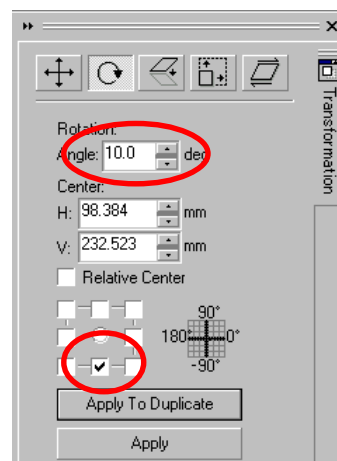 Transformation
Rotation:
Angle: 10.0 deg
Center:
H: 98.384 mm
V: 232.523 mm
Relative Center
90°
180° 0°
-90°
Apply To Duplicate
Apply